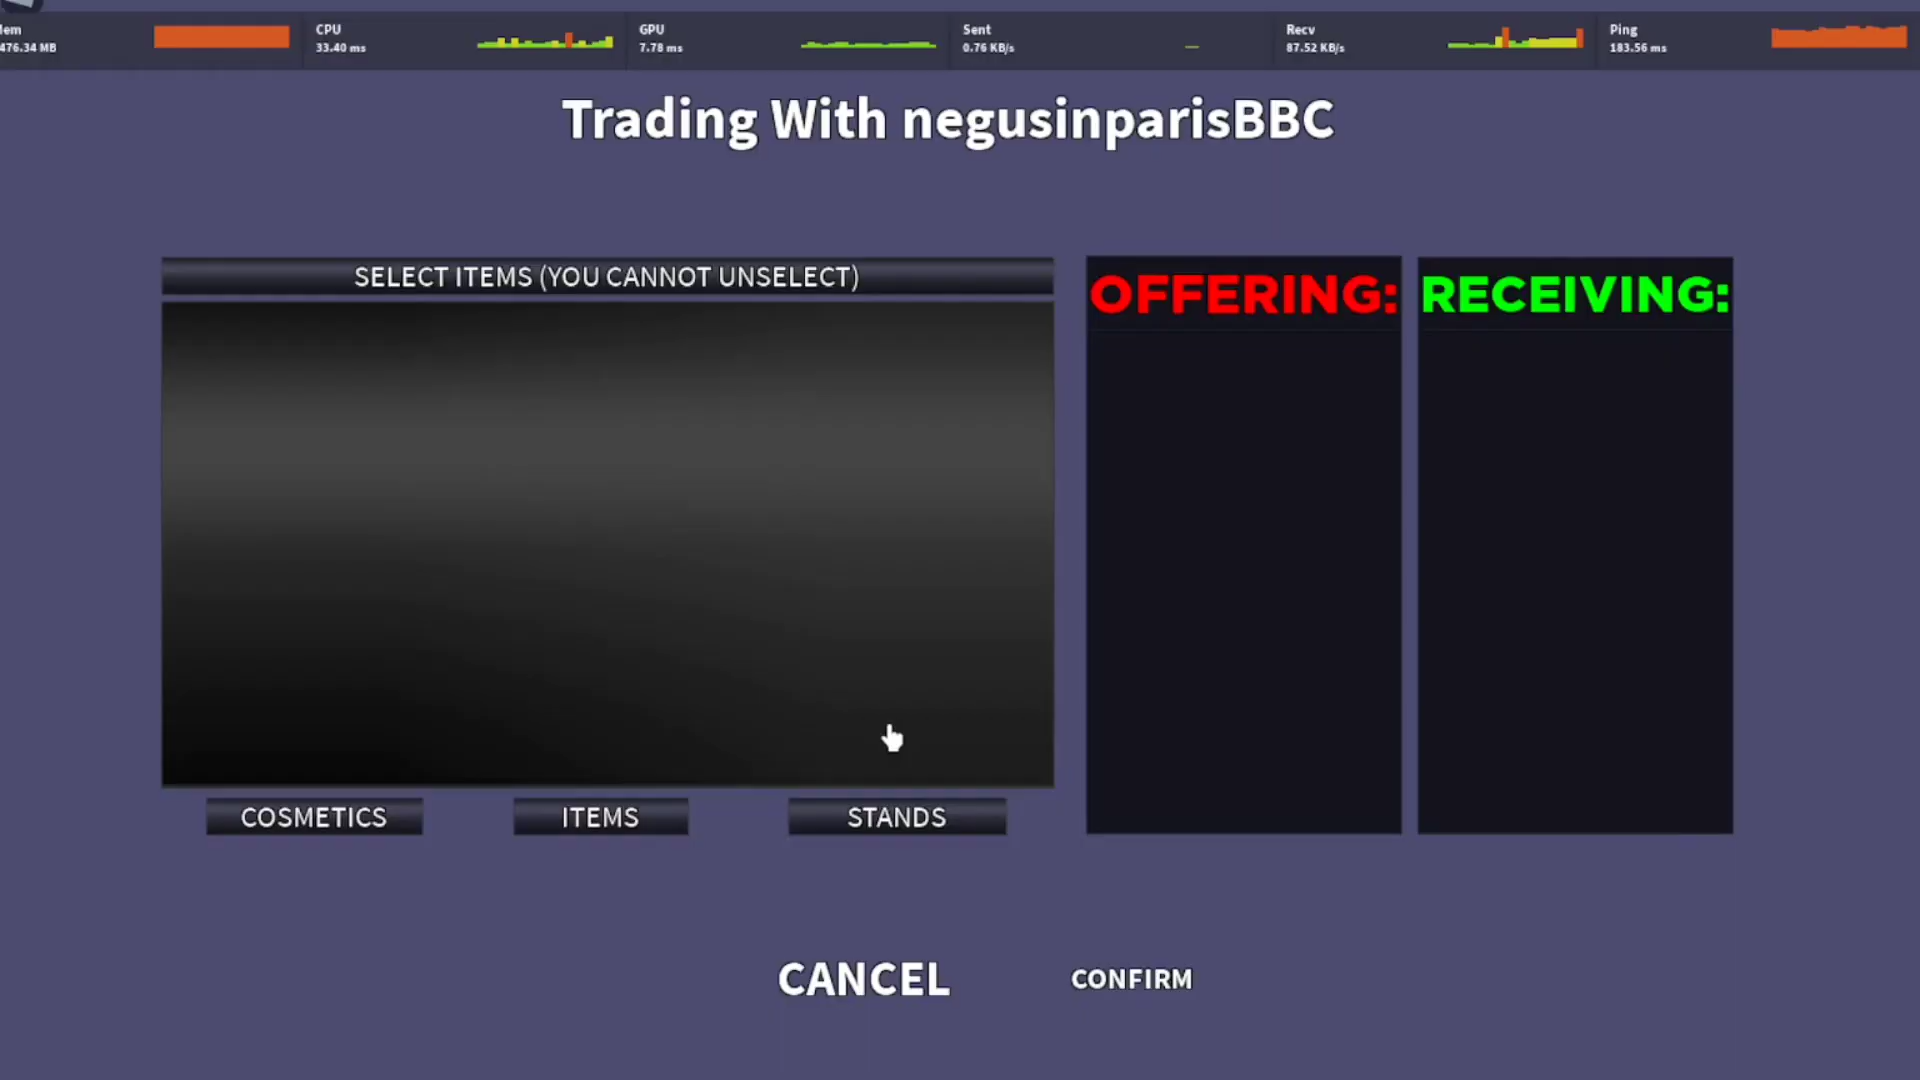 CPU
33.40 ms
GPU
7.78 ms
Sent
0.76 KB/s
Recv
87.52 KB/s
Ping
183.56 ms
476.34 MB
Trading With negusinparisBBC
SELECT ITEMS (YOU CANNOT UNSELECT)
OFFERING:
RECEIVING:
COSMETICS
ITEMS
STANDS
CANCEL
CONFIRM